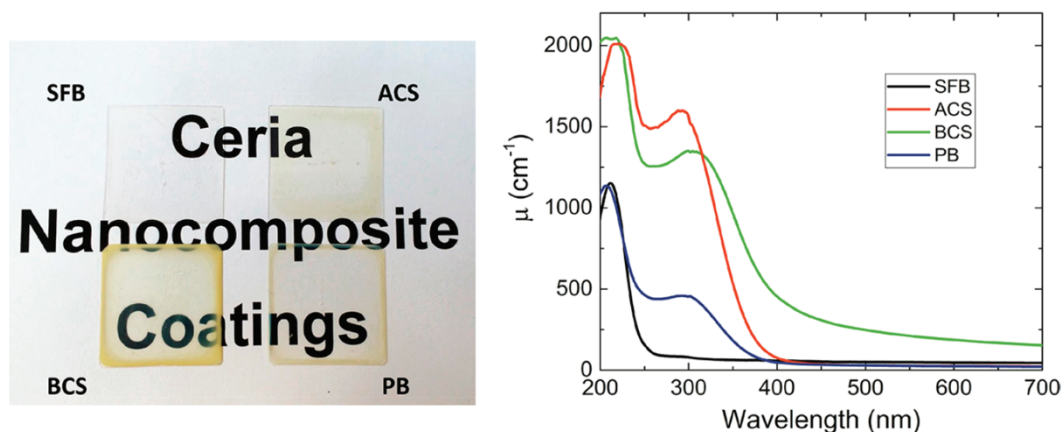 SFB
ACS
Ceria
Nanocomposite
Coatings
BCS
PB
2000
1500
1000
500
0
μ (cm⁻¹)
SFB
ACS
BCS
PB
200
300
400
500
600
700
Wavelength (nm)